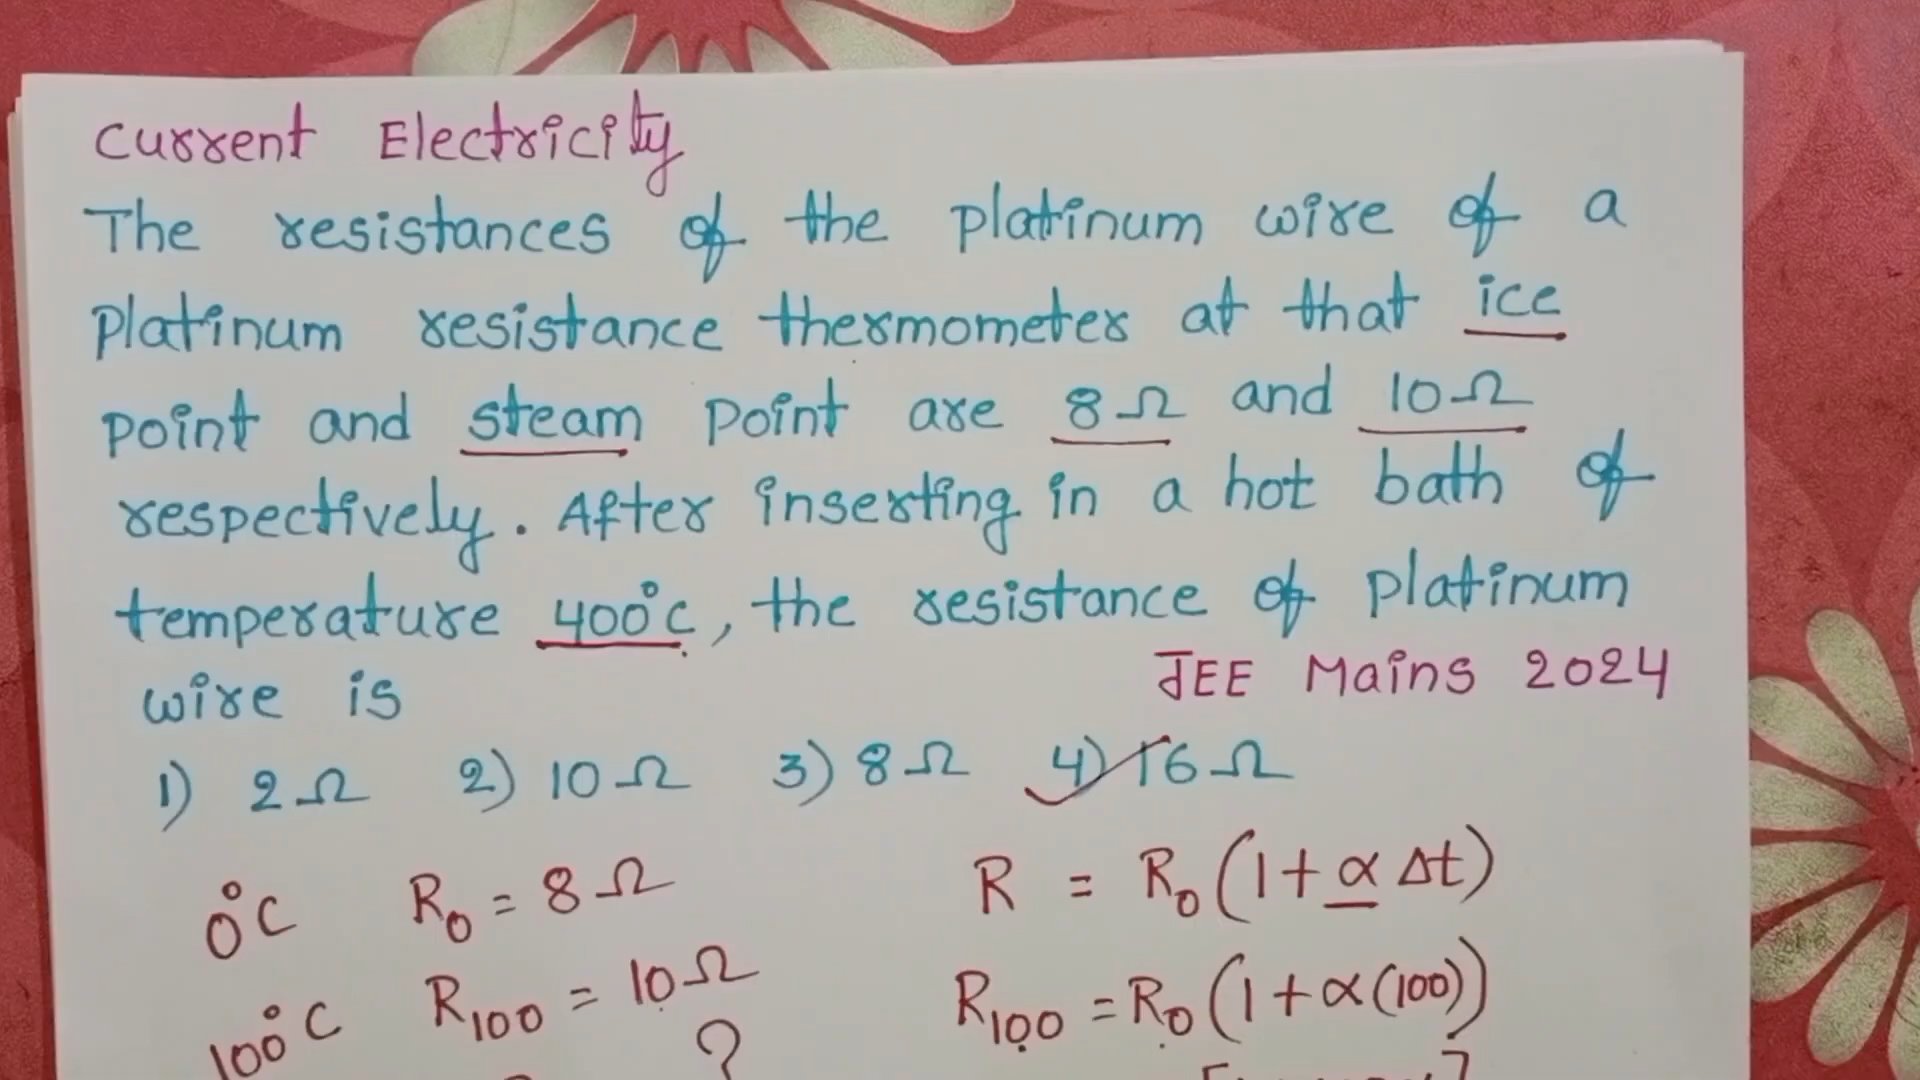 Current Electricity
The resistances of the platinum wire of a
platinum resistance thermometer at that ice
point and steam point are 8Ω and 10Ω
respectively. After inserting in a hot bath of
temperature 400°C, the resistance of platinum
wire is
JEE Mains 2024
1) 2Ω 2) 10Ω 3) 8Ω 4) 16Ω
0°C R₀ = 8Ω R = R₀(1+αΔt)
100°C R₁₀₀ = 10Ω R₁₀₀ = R₀(1+α(100))
?